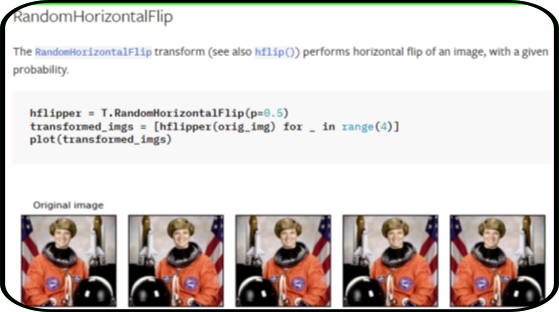 RandomHorizontalFlip
The RandomHorizontalFlip transform (see also hflip()) performs horizontal flip of an image, with a given
probability.
hflipper = T.RandomHorizontalFlip(p=0.5)
transformed_imgs = [hflipper(orig_img) for _ in range(4)]
plot(transformed_imgs)
Original image